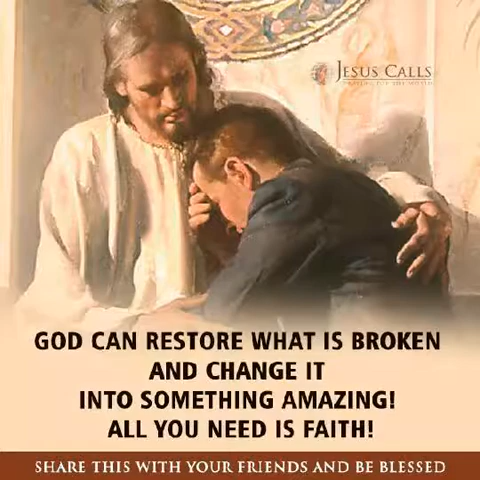 JESUS CALLS
GOD CAN RESTORE WHAT IS BROKEN
AND CHANGE IT
INTO SOMETHING AMAZING!
ALL YOU NEED IS FAITH!
SHARE THIS WITH YOUR FRIENDS AND BE BLESSED